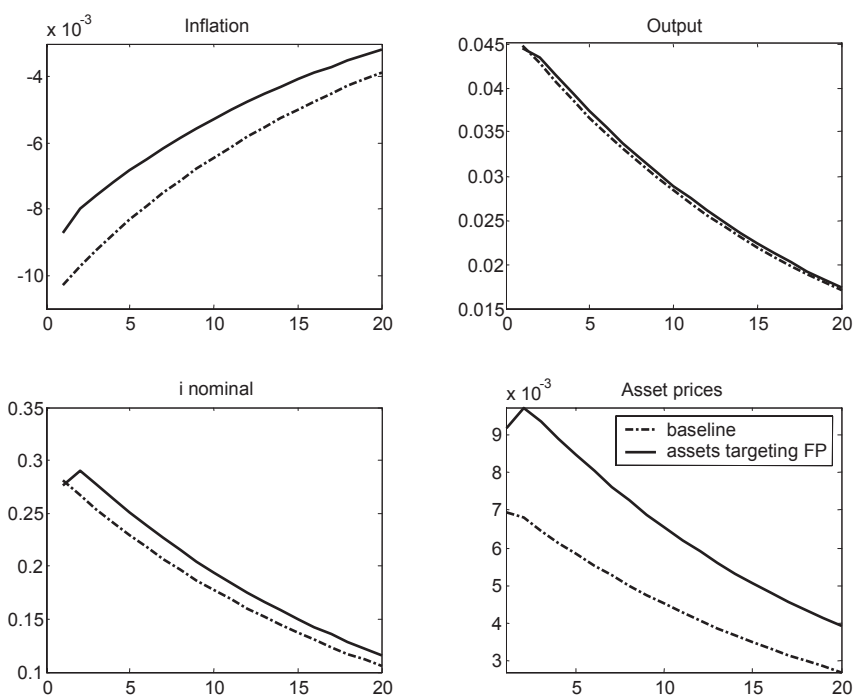 x 10-3
Inflation
-4
-6
-8
-10
0 5 10 15 20
Output
0.045
0.04
0.035
0.03
0.025
0.02
0.015
0 5 10 15 20
i nominal
0.35
0.3
0.25
0.2
0.15
0.1
0 5 10 15 20
x 10-3
Asset prices
9
8
7
6
5
4
3
5 10 15 20
baseline
assets targeting FP